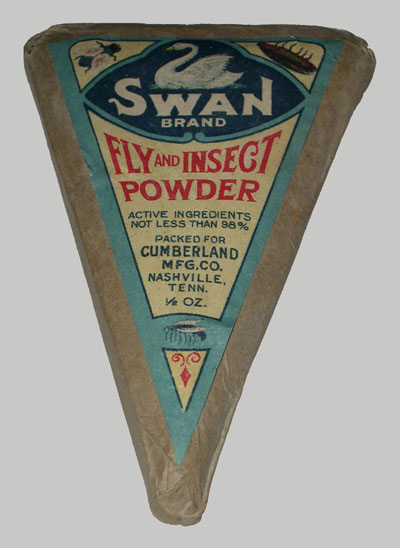 SWAN
BRAND
FLY AND INSECT
POWDER
ACTIVE INGREDIENTS
NOT LESS THAN 98%
PACKED FOR
CUMBERLAND
MFG.CO.
NASHVILLE,
TENN.
½ OZ.